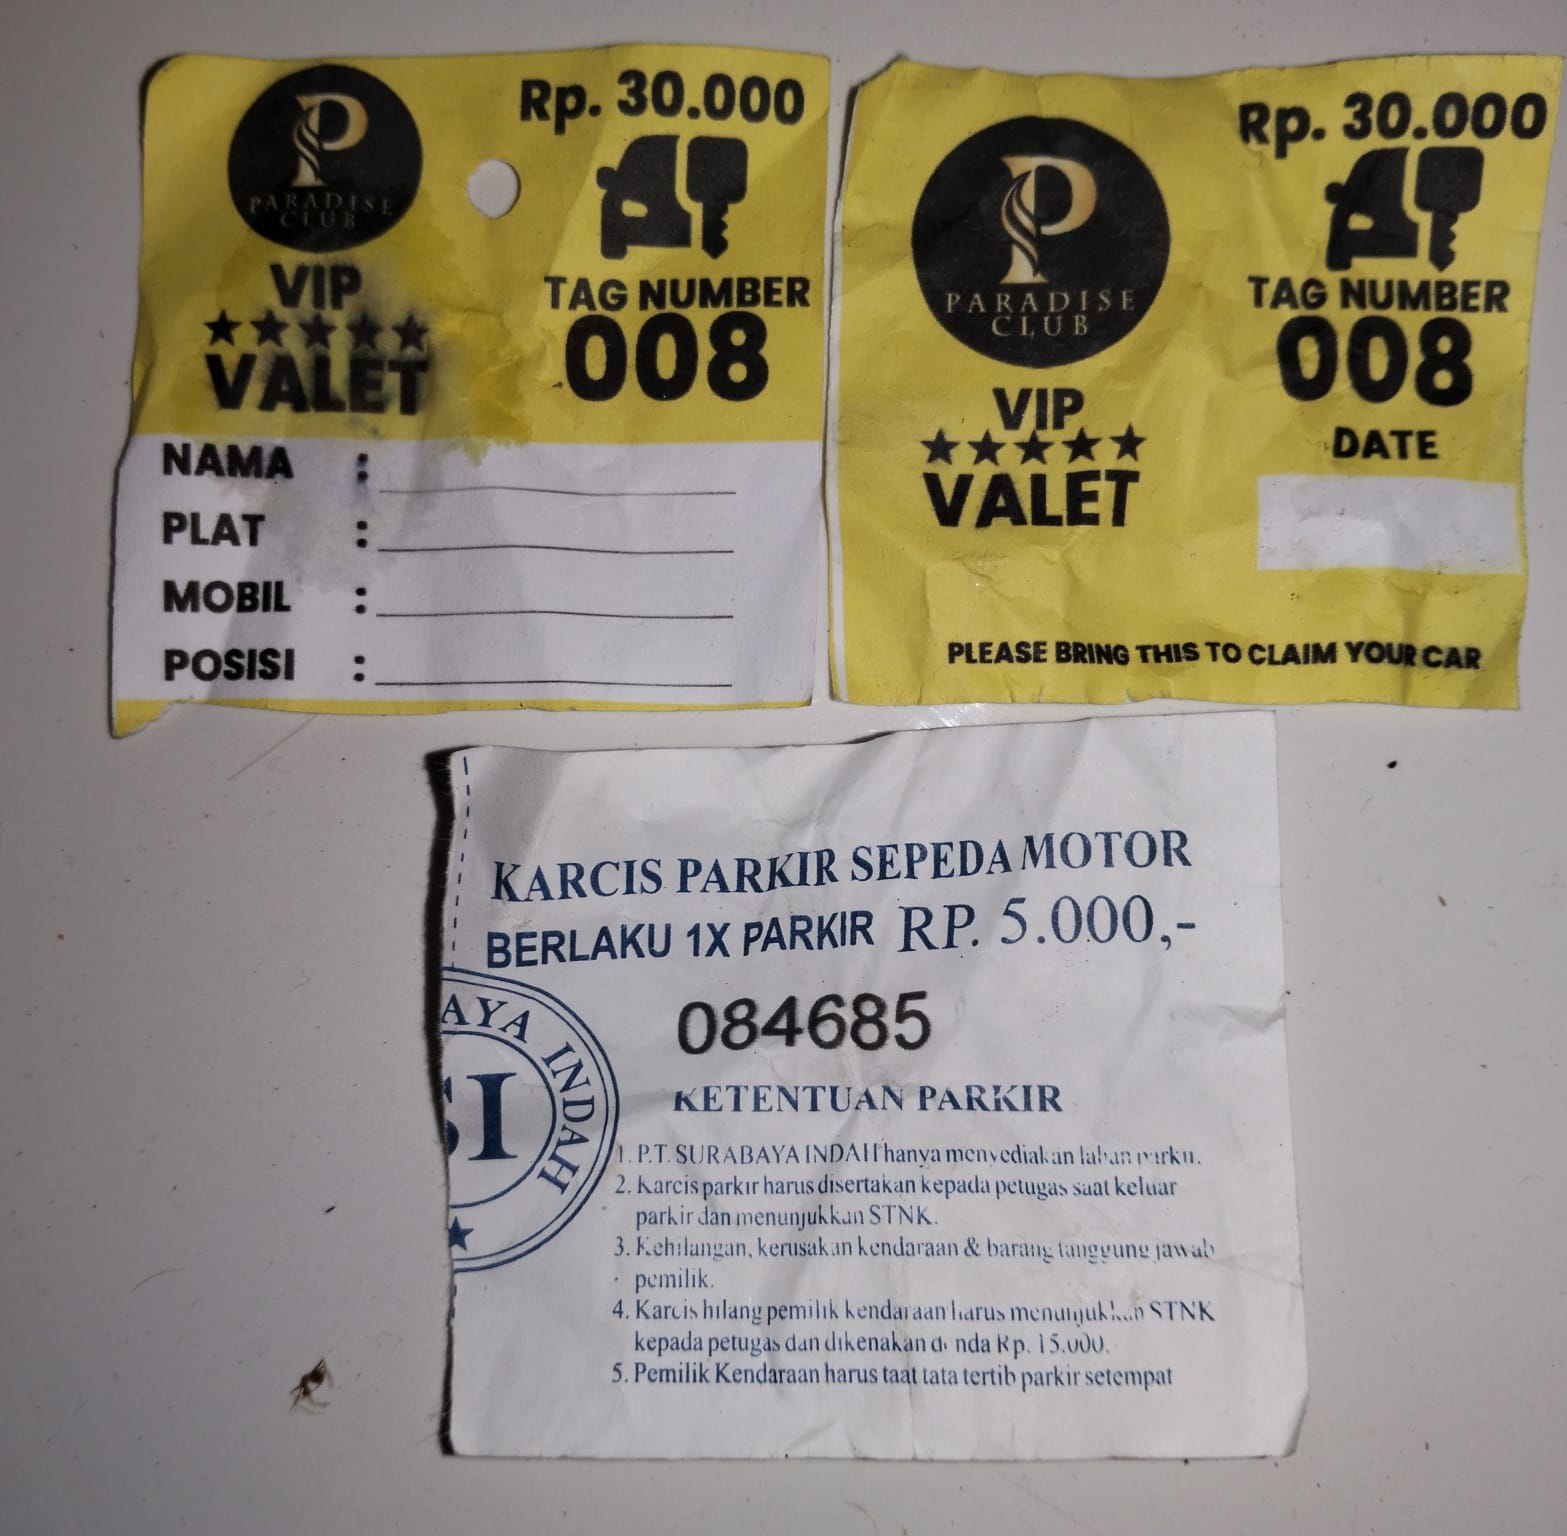 P
PARADISE
CLUB
VIP
★★★★★
VALET
Rp. 30.000
TAG NUMBER
008
NAMA :
PLAT :
MOBIL :
POSISI :
P
PARADISE
CLUB
VIP
★★★★★
VALET
Rp. 30.000
TAG NUMBER
008
DATE
PLEASE BRING THIS TO CLAIM YOUR CAR
KARCIS PARKIR SEPEDA MOTOR
BERLAKU 1X PARKIR RP. 5.000,-
084685
AYA INDAH
SI
★
KETENTUAN PARKIR
1. P.T. SURABAYA INDAH hanya menyediakan lahan parkir.
2. Karcis parkir harus disertakan kepada petugas saat keluar
parkir dan menunjukkan STNK.
3. Kehilangan, kerusakan kendaraan & barang tanggung jawab
pemilik.
4. Karcis hilang pemilik kendaraan harus menunjukkan STNK
kepada petugas dan dikenakan denda Rp. 15.000.
5. Pemilik Kendaraan harus taat tata tertib parkir setempat